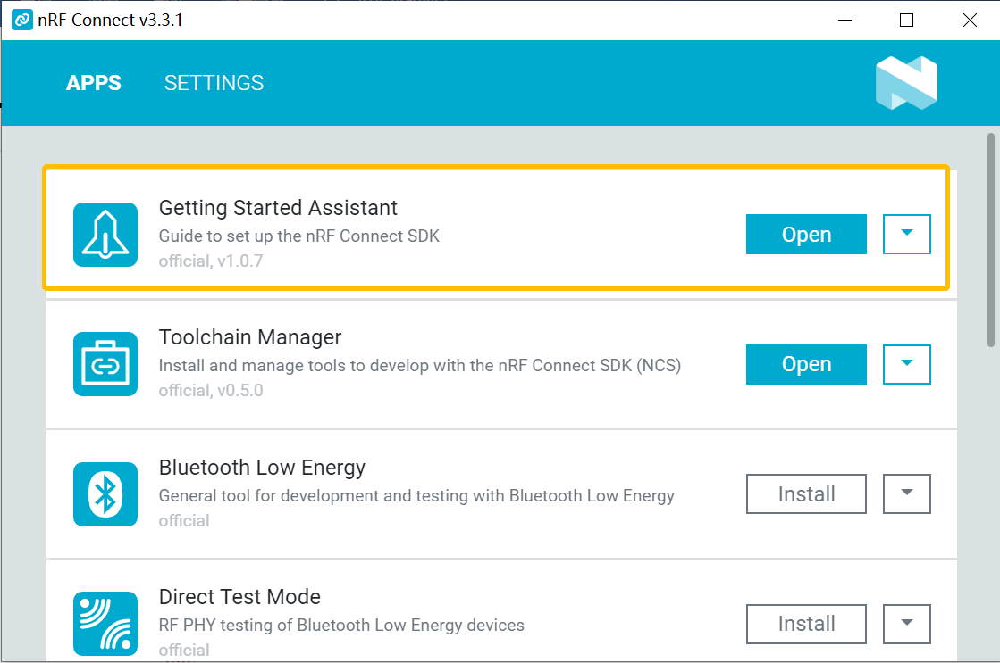 nRF Connect v3.3.1
APPS SETTINGS
Getting Started Assistant
Guide to set up the nRF Connect SDK
official, v1.0.7
Open
Toolchain Manager
Install and manage tools to develop with the nRF Connect SDK (NCS)
official, v0.5.0
Open
Bluetooth Low Energy
General tool for development and testing with Bluetooth Low Energy
official
Install
Direct Test Mode
RF PHY testing of Bluetooth Low Energy devices
official
Install